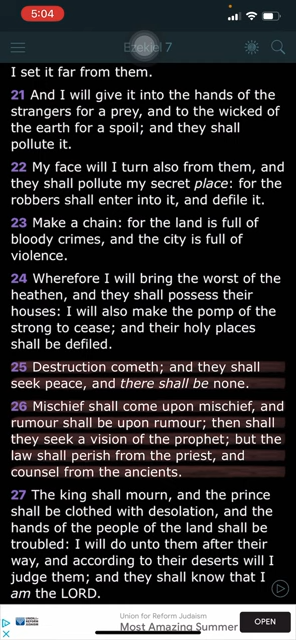 5:04
Ezekiel 7
I set it far from them.
21 And I will give it into the hands of the
strangers for a prey, and to the wicked of
the earth for a spoil; and they shall
pollute it.
22 My face will I turn also from them, and
they shall pollute my secret place: for the
robbers shall enter into it, and defile it.
23 Make a chain: for the land is full of
bloody crimes, and the city is full of
violence.
24 Wherefore I will bring the worst of the
heathen, and they shall possess their
houses: I will also make the pomp of the
strong to cease; and their holy places
shall be defiled.
25 Destruction cometh; and they shall
seek peace, and there shall be none.
26 Mischief shall come upon mischief, and
rumour shall be upon rumour; then shall
they seek a vision of the prophet; but the
law shall perish from the priest, and
counsel from the ancients.
27 The king shall mourn, and the prince
shall be clothed with desolation, and the
hands of the people of the land shall be
troubled: I will do unto them after their
way, and according to their deserts will I
judge them; and they shall know that I
am the LORD.
Union for Reform Judaism
Most Amazing Summer
OPEN